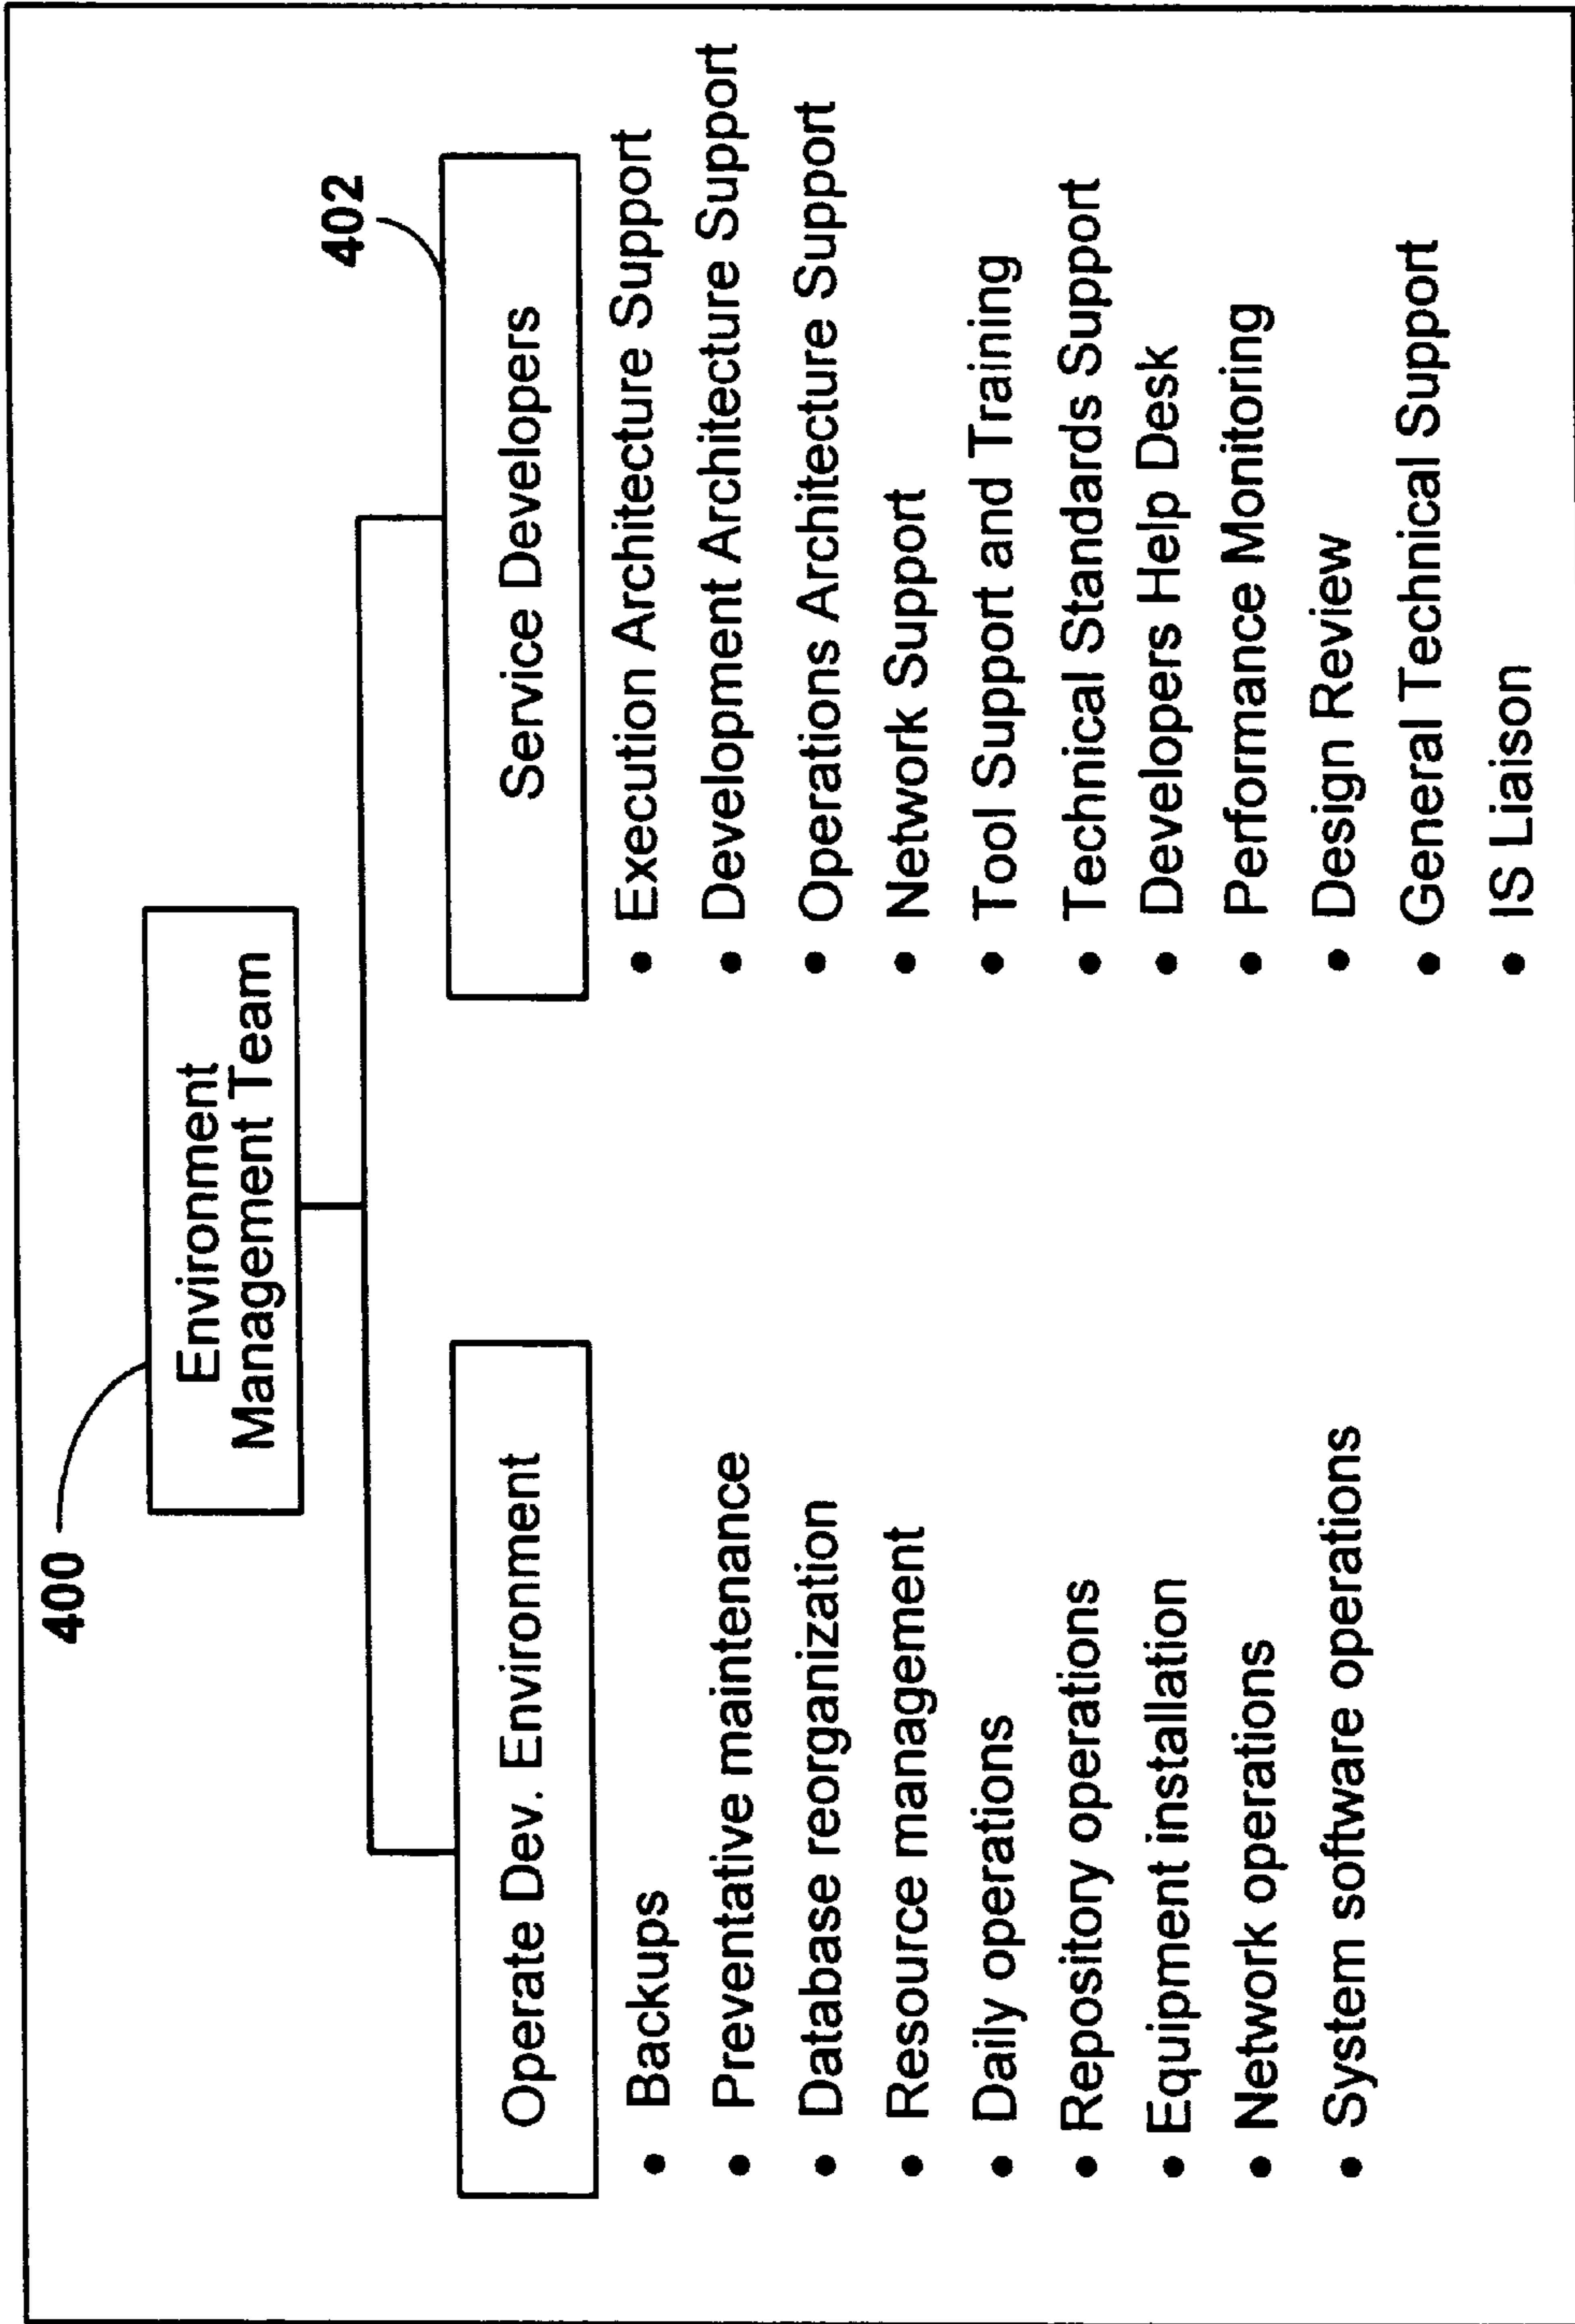 400
Environment
Management Team
Operate Dev. Environment
• Backups
• Preventative maintenance
• Database reorganization
• Resource management
• Daily operations
• Repository operations
• Equipment installation
• Network operations
• System software operations
402
Service Developers
• Execution Architecture Support
• Development Architecture Support
• Operations Architecture Support
• Network Support
• Tool Support and Training
• Technical Standards Support
• Developers Help Desk
• Performance Monitoring
• Design Review
• General Technical Support
• IS Liaison